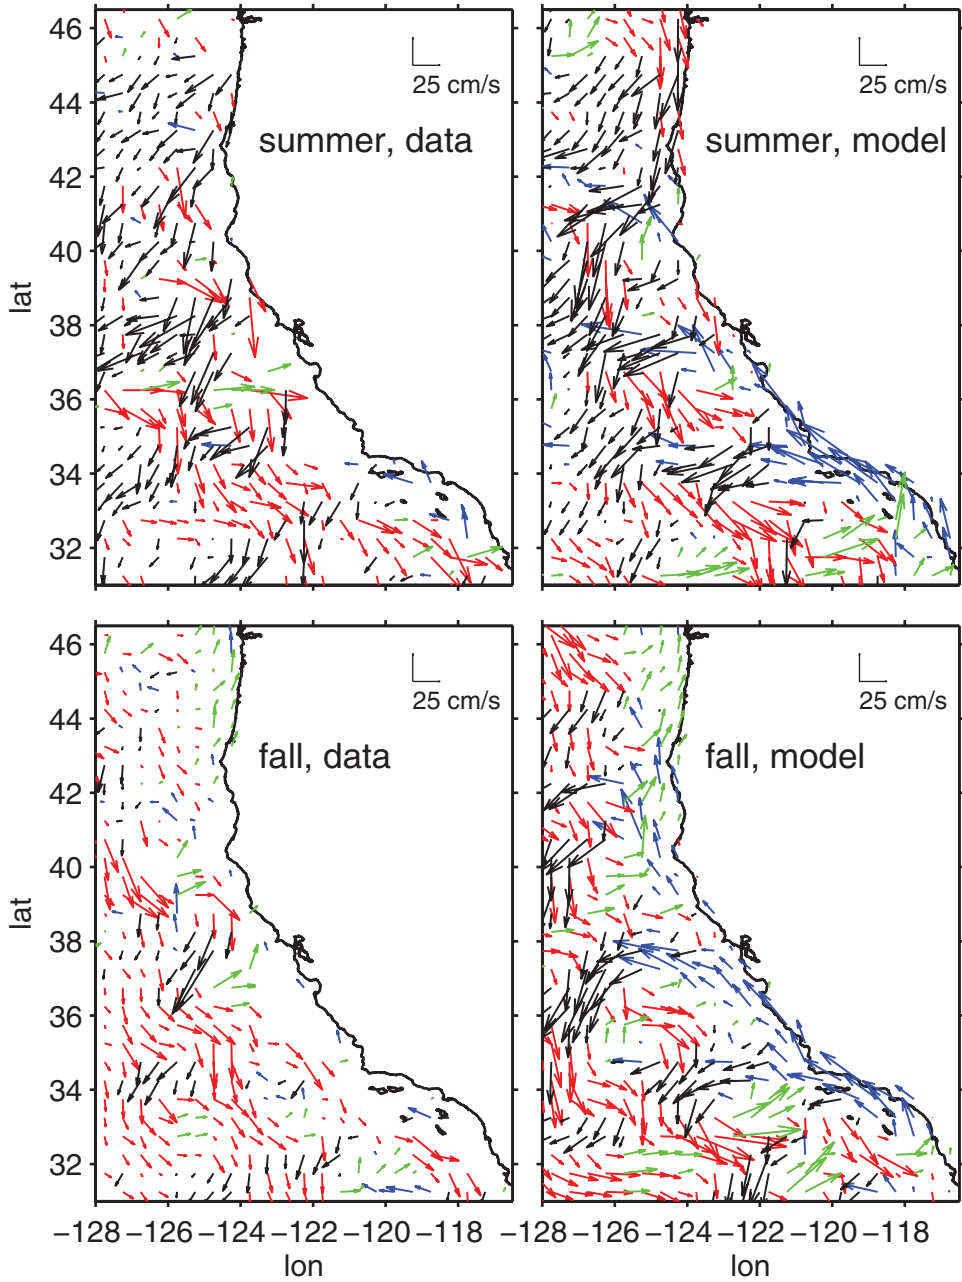 46
44
42
40
38
36
34
32
lat
25 cm/s
summer, data
25 cm/s
summer, model
46
44
42
40
38
36
34
32
lat
25 cm/s
fall, data
25 cm/s
fall, model
−128 −126 −124 −122 −120 −118
−128 −126 −124 −122 −120 −118
lon
lon